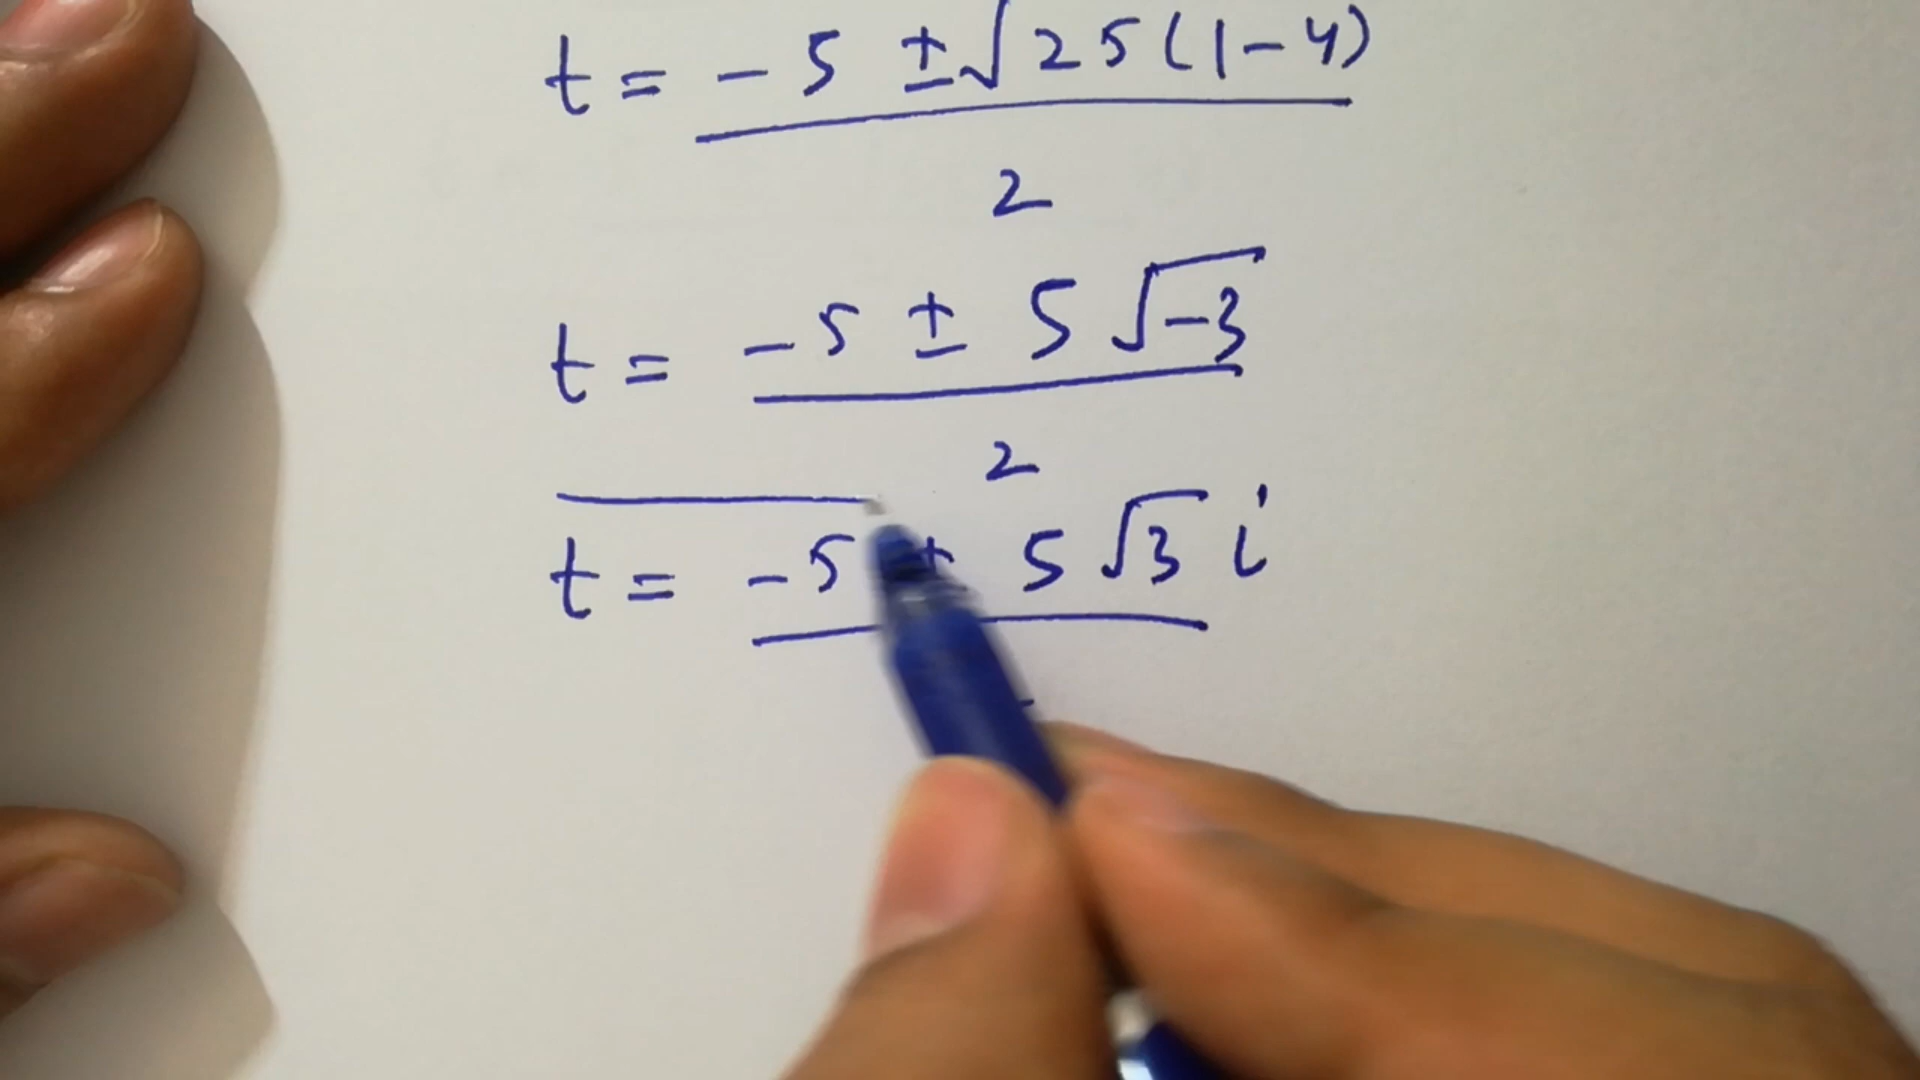 t = -5 ± √25(1-4)
2
t = -5 ± 5 √-3
2
t = -5 ± 5 √3 i